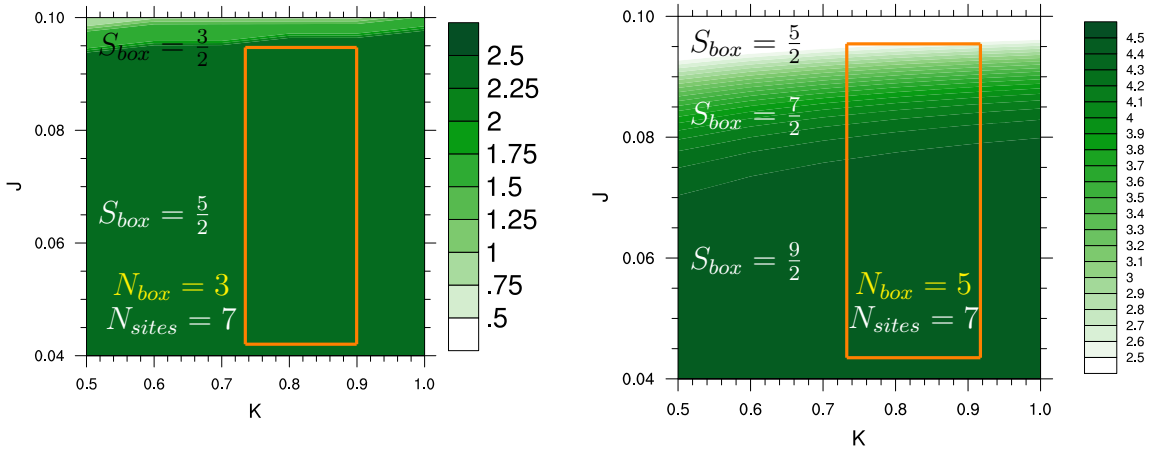 0.10
0.08
0.06
0.04
J
0.5 0.6 0.7 0.8 0.9 1.0
K
S_box = 3/2
S_box = 5/2
N_box = 3
N_sites = 7
2.5
2.25
2
1.75
1.5
1.25
1
.75
.5
0.10
0.08
0.06
0.04
J
0.5 0.6 0.7 0.8 0.9 1.0
K
S_box = 5/2
S_box = 7/2
S_box = 9/2
N_box = 5
N_sites = 7
4.5
4.4
4.3
4.2
4.1
4
3.9
3.8
3.7
3.6
3.5
3.4
3.3
3.2
3.1
3
2.9
2.8
2.7
2.6
2.5